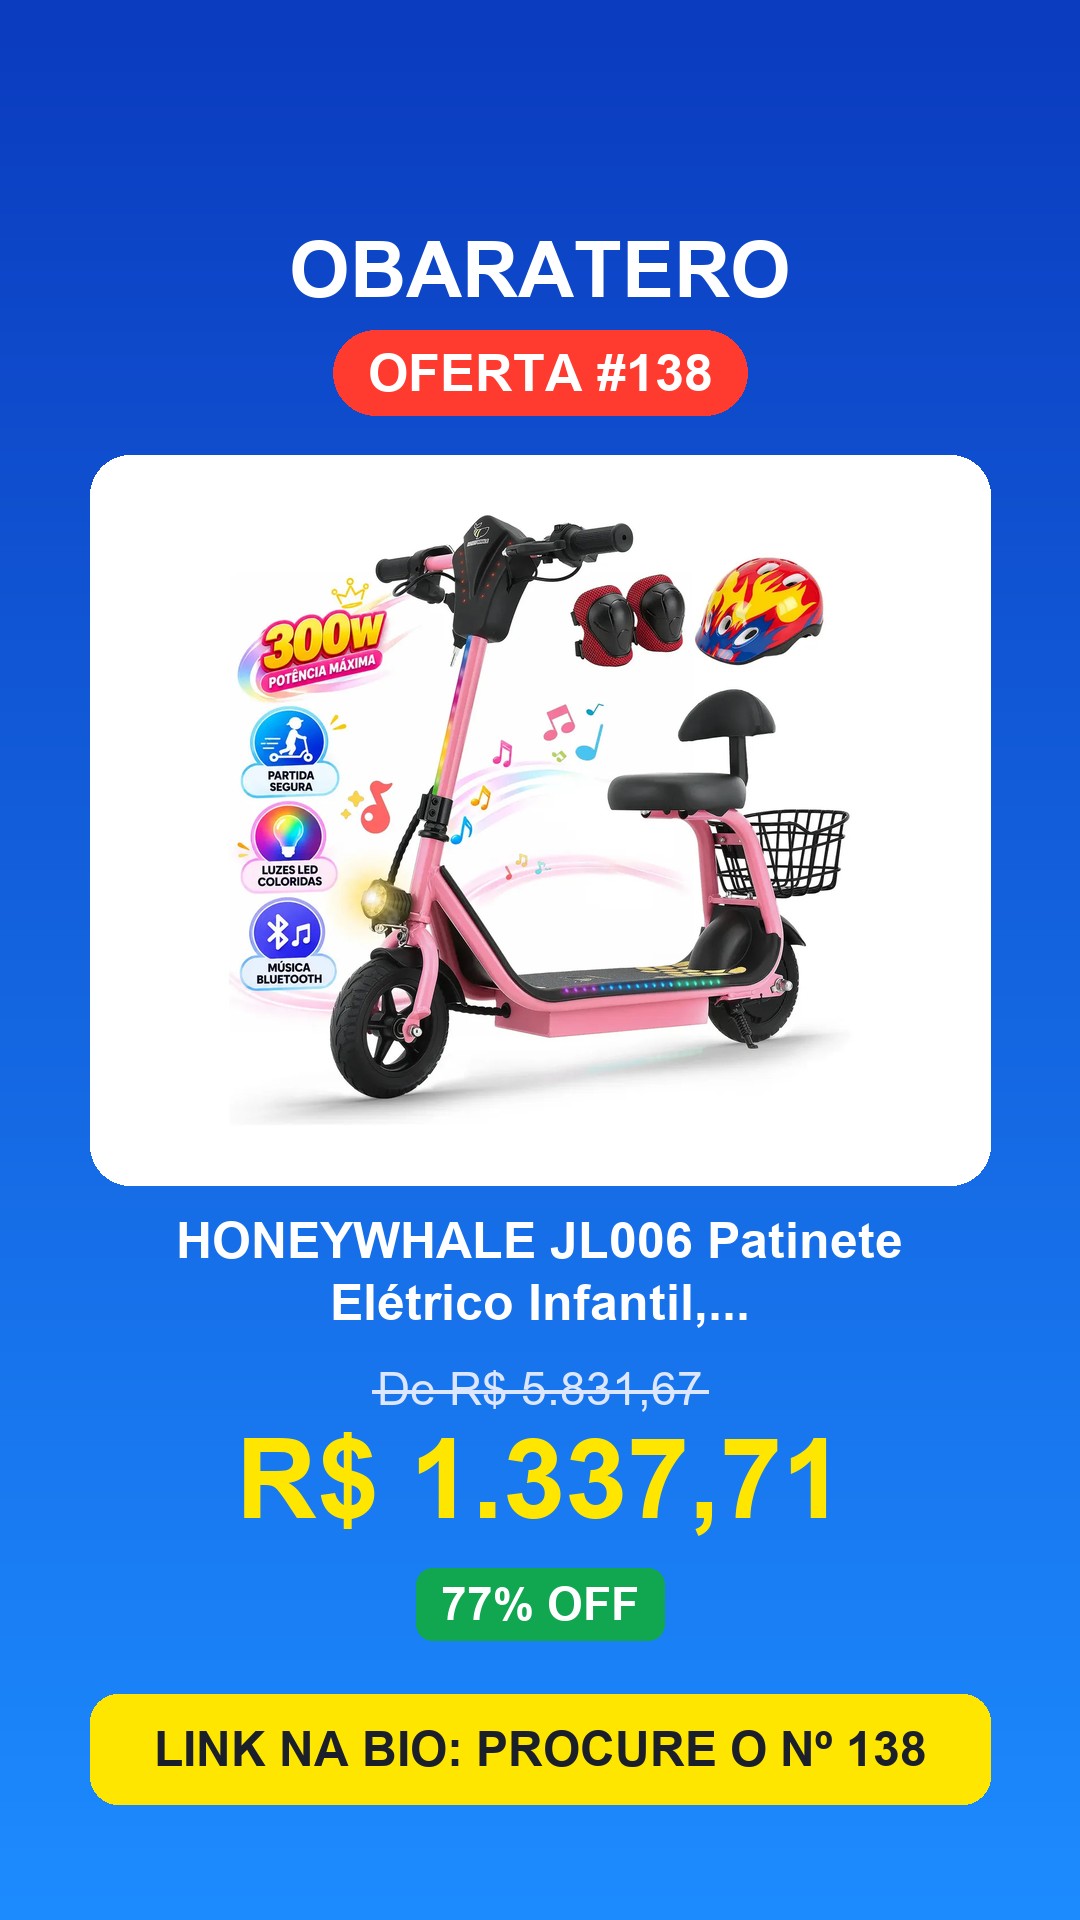 OBARATERO
OFERTA #138
300W
POTÊNCIA MÁXIMA
PARTIDA
SEGURA
LUZES LED
COLORIDAS
MÚSICA
BLUETOOTH
HONEYWHALE JL006 Patinete
Elétrico Infantil,...
De R$ 5.831,67
R$ 1.337,71
77% OFF
LINK NA BIO: PROCURE O Nº 138